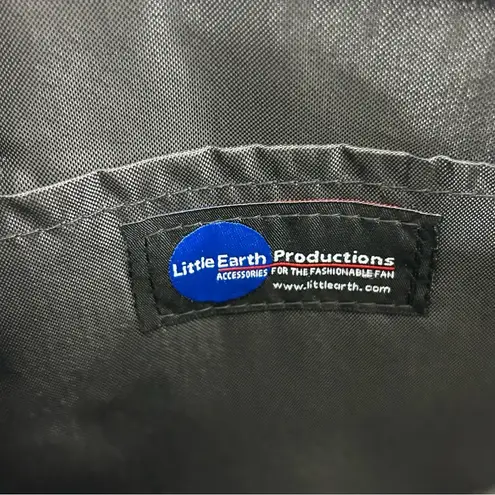 Little Earth Productions
ACCESSORIES FOR THE FASHIONABLE FAN
www.littlearth.com